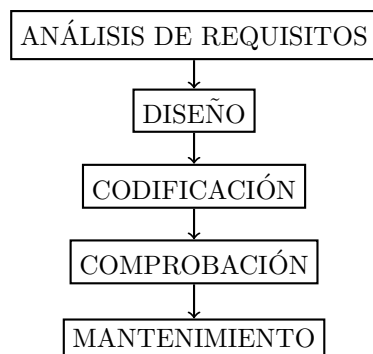 ANÁLISIS DE REQUISITOS
DISEÑO
CODIFICACIÓN
COMPROBACIÓN
MANTENIMIENTO